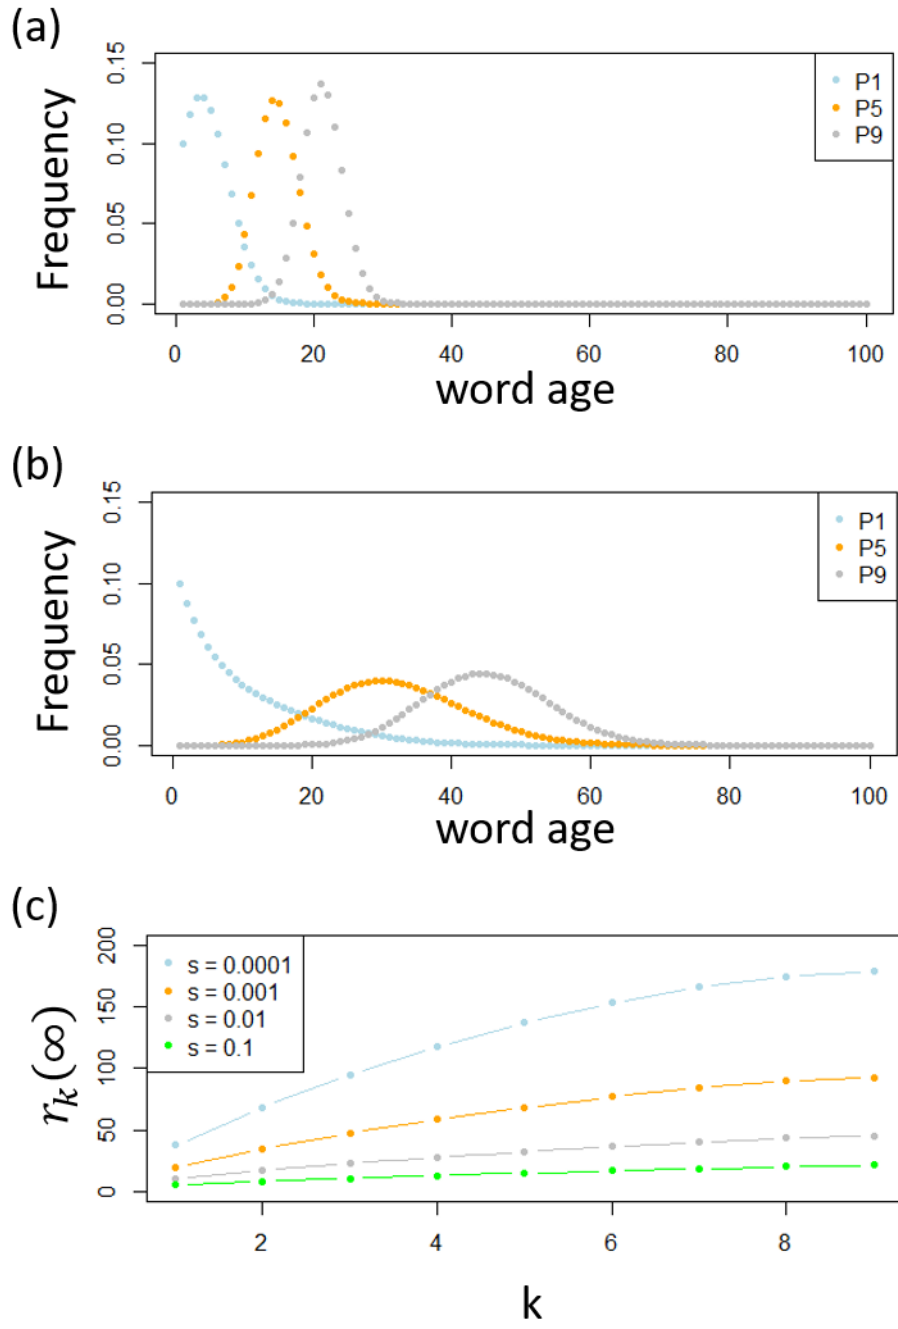 (a)
Frequency
0.15
0.10
0.05
0.00
P1
P5
P9
0 20 40 60 80 100
word age
(b)
Frequency
0.15
0.10
0.05
0.00
P1
P5
P9
0 20 40 60 80 100
word age
(c)
r_k(∞)
200
150
100
50
0
s = 0.0001
s = 0.001
s = 0.01
s = 0.1
2 4 6 8
k